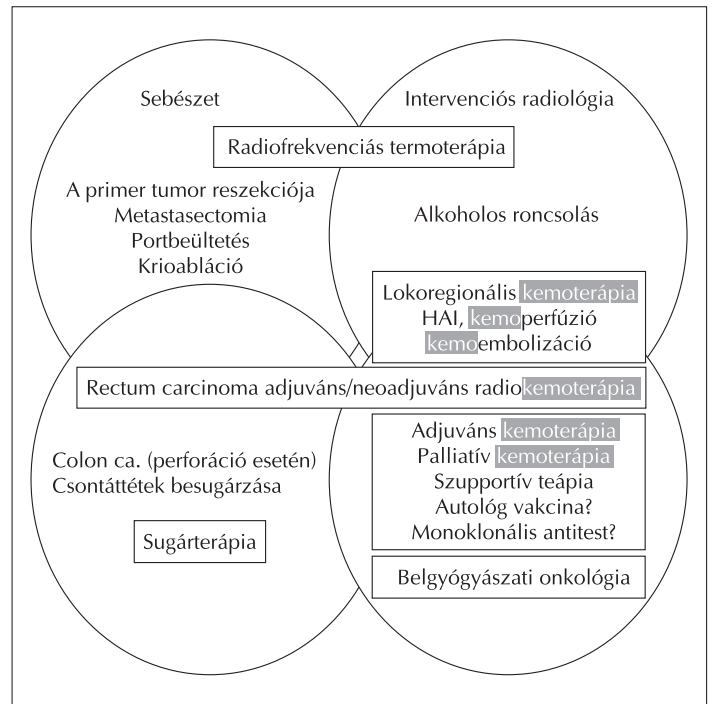 Sebészet
Intervenciós radiológia
Radiofrekvenciás termoterápia
A primer tumor reszekciója
Metastasectomia
Portbeültetés
Krioabláció
Alkoholos roncsolás
Lokoregionális kemoterápia
HAI, kemoperfúzió
kemoembolizáció
Rectum carcinoma adjuváns/neoadjuváns radiokemoterápia
Colon ca. (perforáció esetén)
Csontáttétek besugárzása
Sugárterápia
Adjuváns kemoterápia
Palliatív kemoterápia
Szupportív teápia
Autológ vakcina?
Monoklonális antitest?
Belgyógyászati onkológia